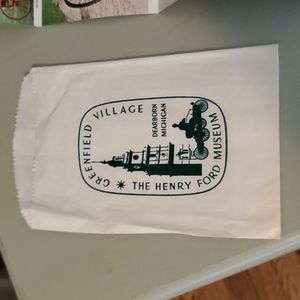 GREENFIELD VILLAGE
DEARBORN
MICHIGAN
THE HENRY FORD MUSEUM